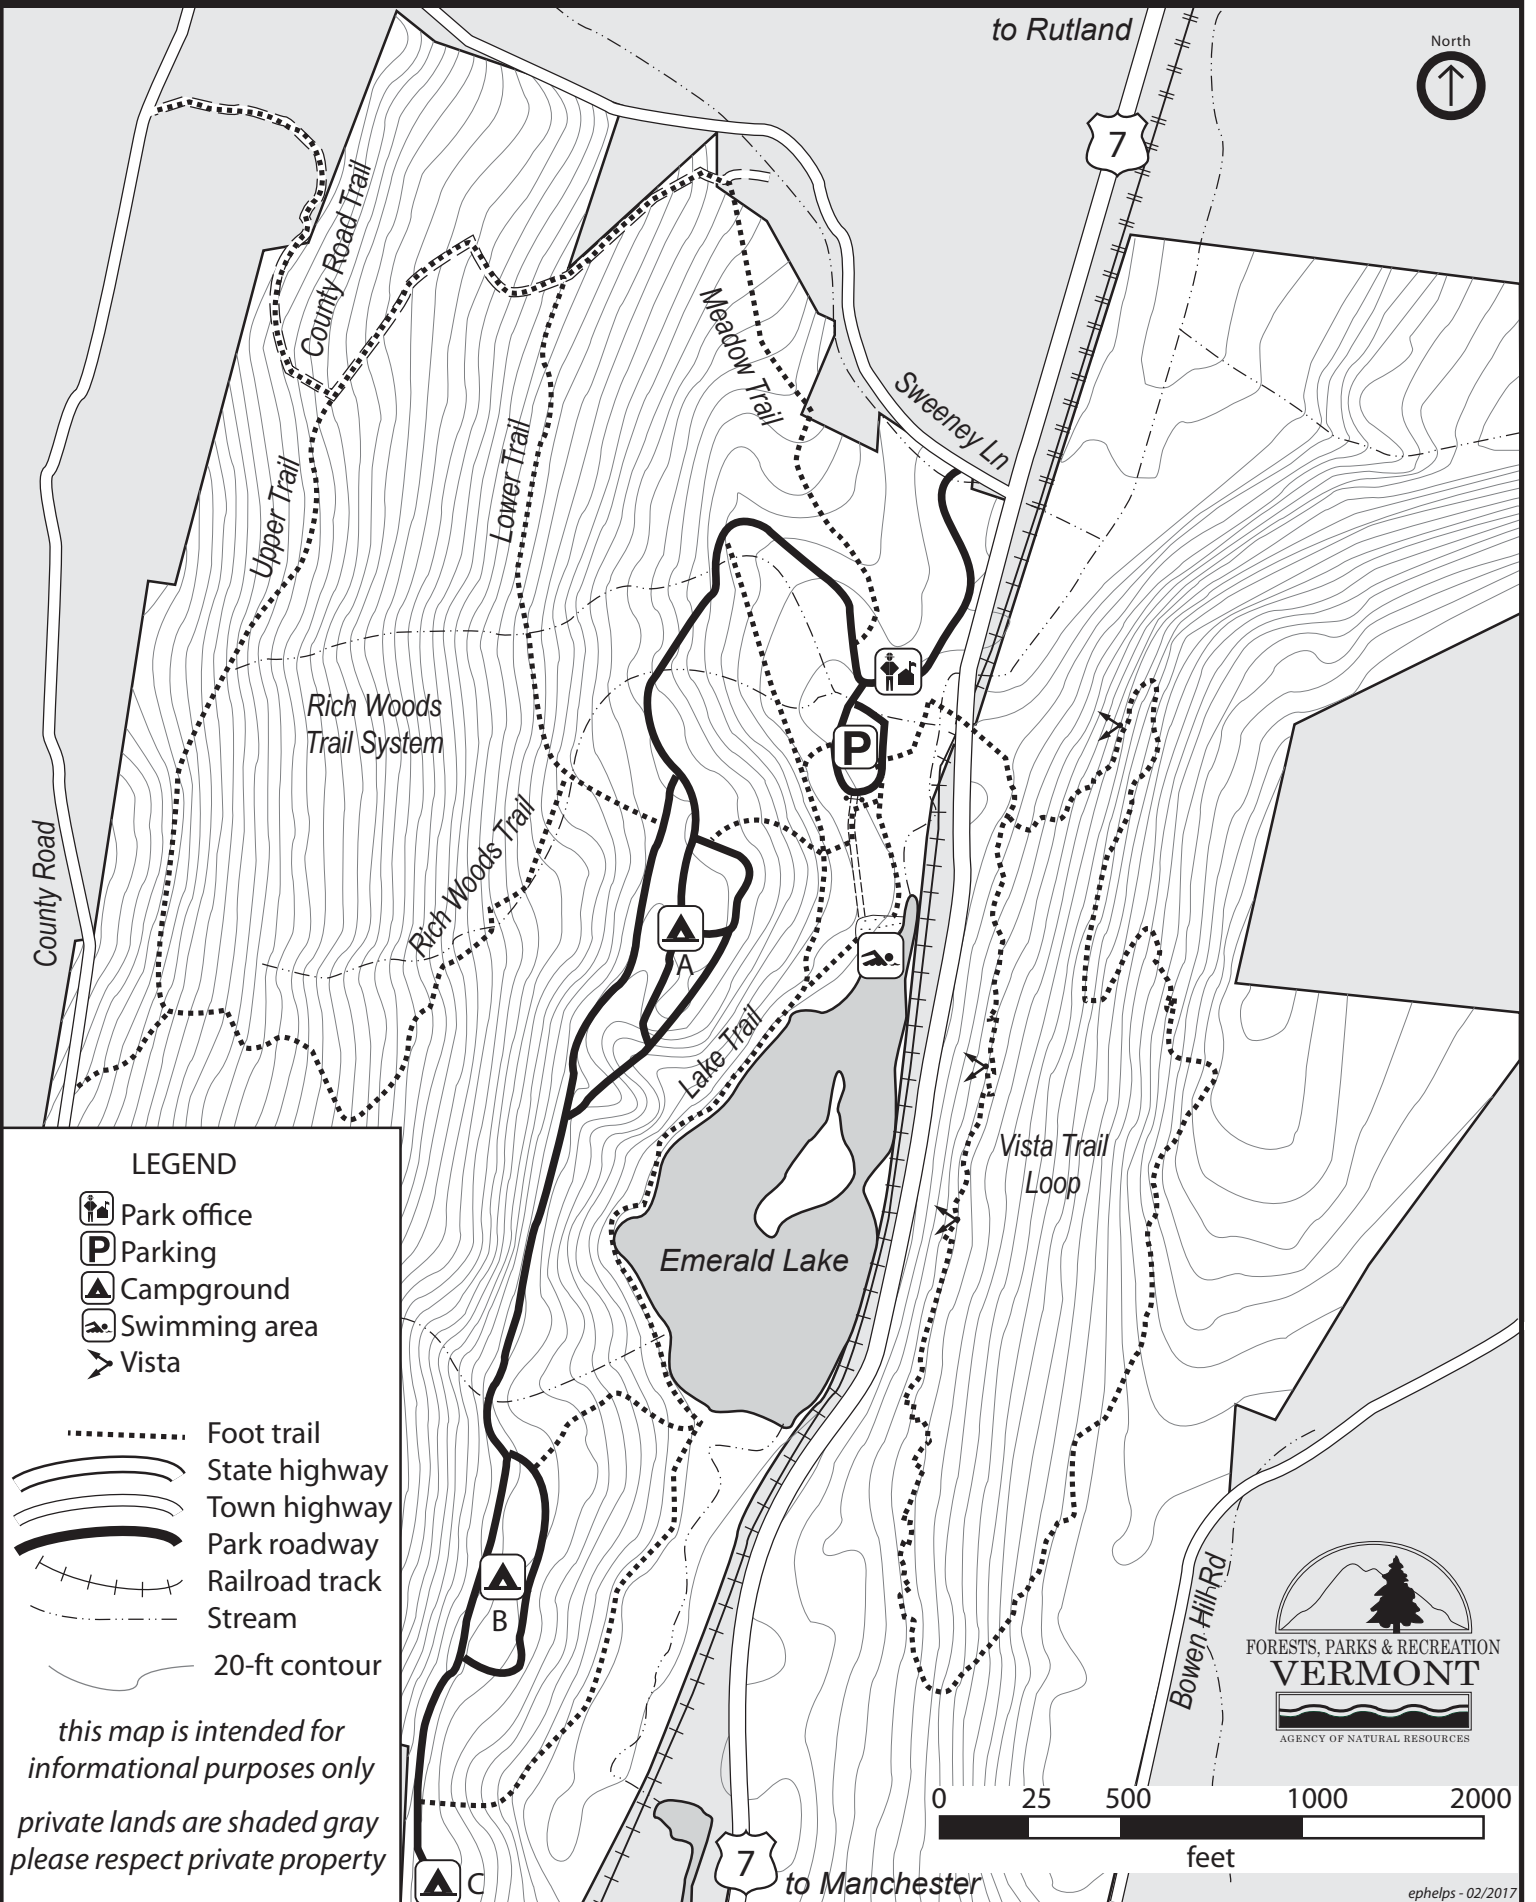 to Rutland
North
7
County Road Trail
Meadow Trail
Sweeney Ln
Lower Trail
Upper Trail
Rich Woods
Trail System
P
Rich Woods Trail
County Road
A
Lake Trail
Vista Trail
Loop
Emerald Lake
LEGEND
Park office
P Parking
Campground
Swimming area
Vista
Foot trail
State highway
Town highway
Park roadway
Railroad track
Stream
20-ft contour
this map is intended for
informational purposes only
private lands are shaded gray
please respect private property
B
C
Bowen Hill Rd
FORESTS, PARKS & RECREATION
VERMONT
AGENCY OF NATURAL RESOURCES
0 25 500 1000 2000
feet
7
to Manchester
ephelps - 02/2017